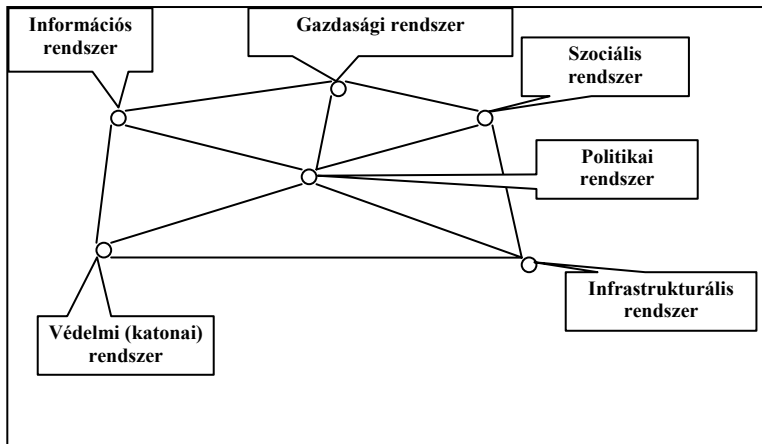 Információs
rendszer
Gazdasági rendszer
Szociális
rendszer
Politikai
rendszer
Infrastrukturális
rendszer
Védelmi (katonai)
rendszer